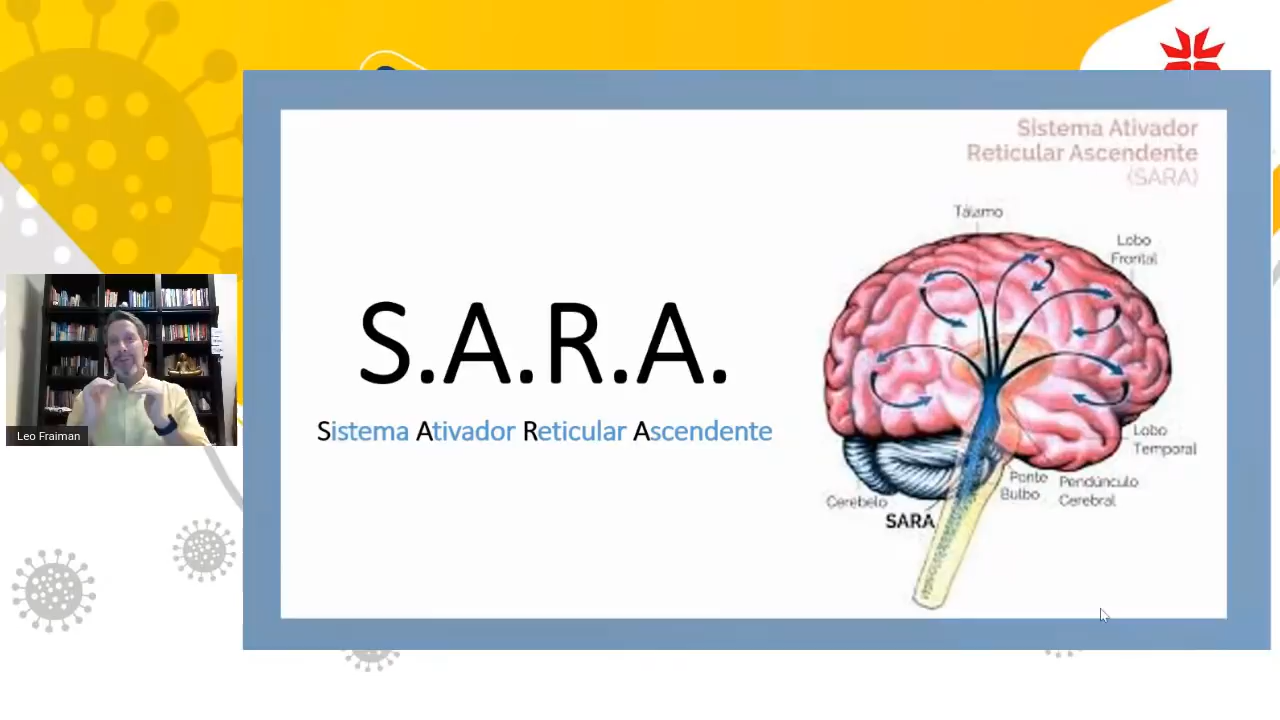 Sistema Ativador
Reticular Ascendente
(SARA)
Tálamo
Lobo
Frontal
S.A.R.A.
Sistema Ativador Reticular Ascendente
Lobo
Temporal
Ponte
Bulbo
Pendúnculo
Cerebral
Cerebelo
SARA
Leo Fraiman